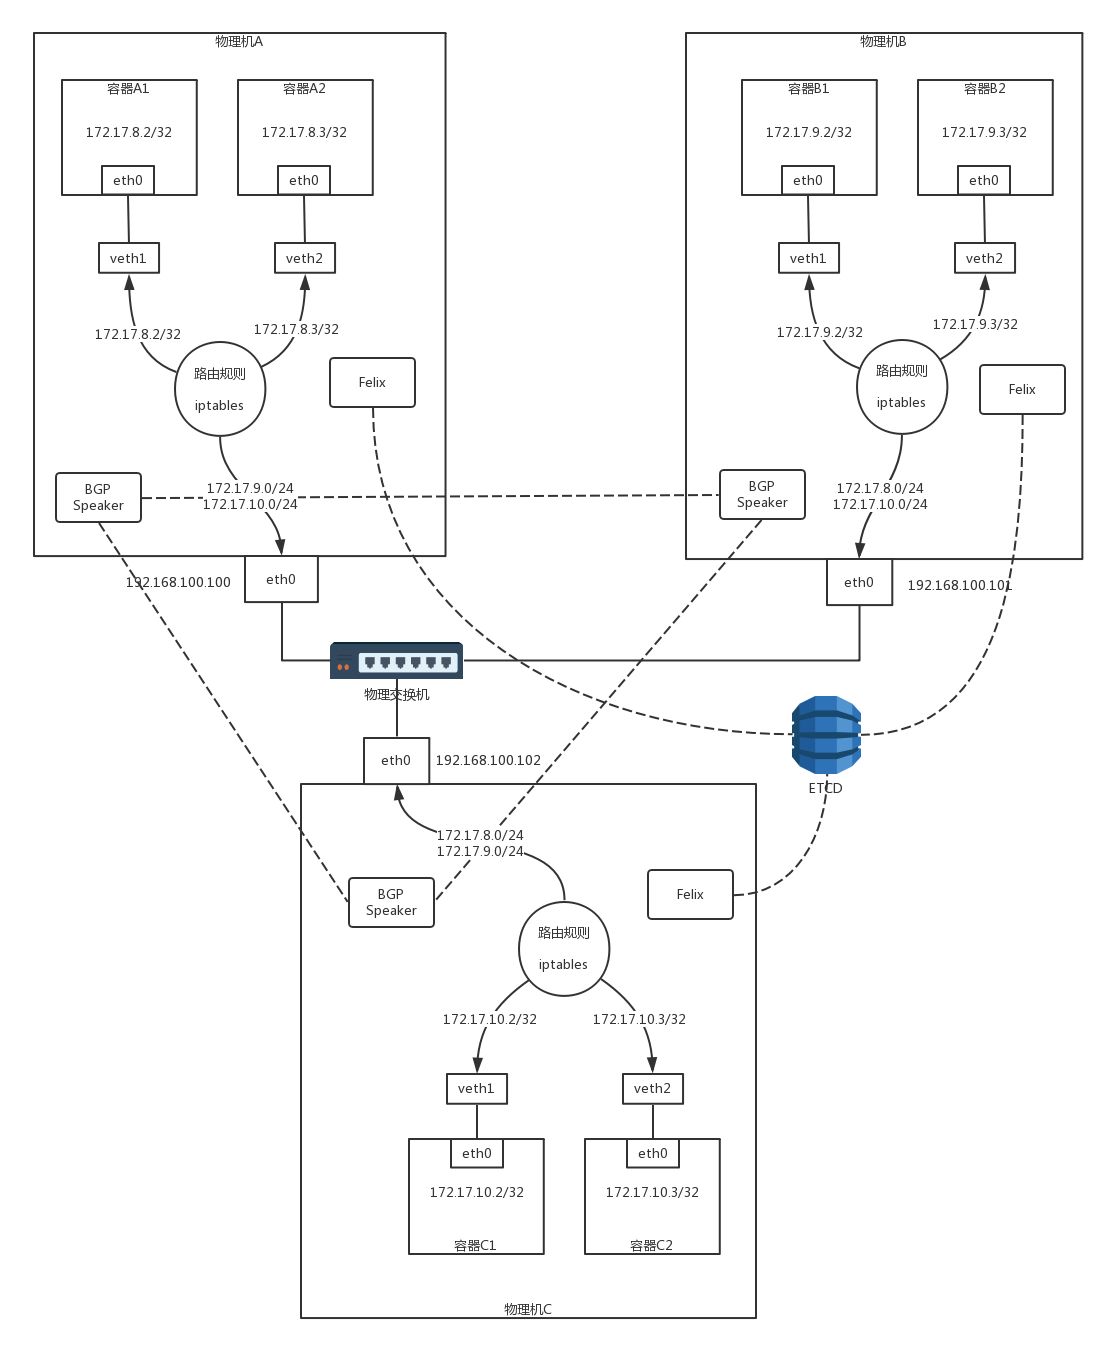 物理机A
容器A1
172.17.8.2/32
eth0
veth1
容器A2
172.17.8.3/32
eth0
veth2
172.17.8.2/32
172.17.8.3/32
路由规则
iptables
Felix
BGP
Speaker
172.17.9.0/24
172.17.10.0/24
192.168.100.100
eth0
物理机B
容器B1
172.17.9.2/32
eth0
veth1
容器B2
172.17.9.3/32
eth0
veth2
172.17.9.2/32
172.17.9.3/32
路由规则
iptables
Felix
BGP
Speaker
172.17.8.0/24
172.17.10.0/24
eth0
192.168.100.101
物理交换机
ETCD
eth0
192.168.100.102
172.17.8.0/24
172.17.9.0/24
BGP
Speaker
Felix
路由规则
iptables
172.17.10.2/32
172.17.10.3/32
veth1
veth2
eth0
172.17.10.2/32
容器C1
eth0
172.17.10.3/32
容器C2
物理机C